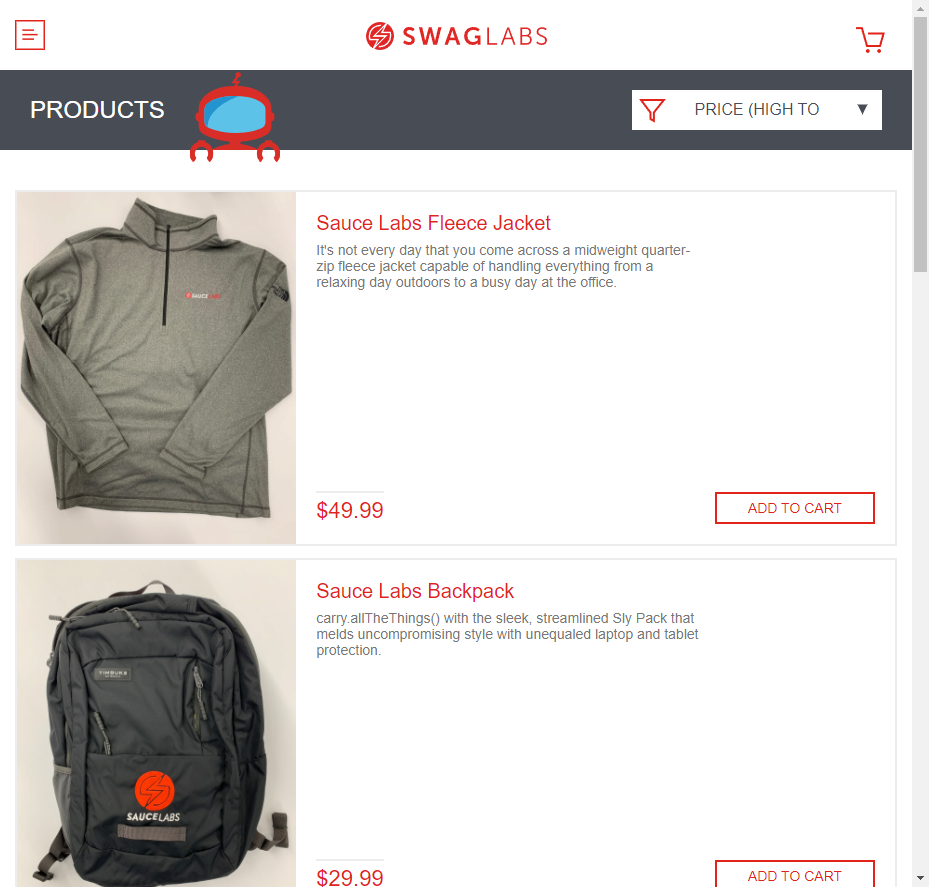 SWAGLABS
PRODUCTS
PRICE (HIGH TO
Sauce Labs Fleece Jacket
It's not every day that you come across a midweight quarter-
zip fleece jacket capable of handling everything from a
relaxing day outdoors to a busy day at the office.
SAUCELABS
$49.99
ADD TO CART
Sauce Labs Backpack
carry.allTheThings() with the sleek, streamlined Sly Pack that
melds uncompromising style with unequaled laptop and tablet
protection.
TIMBUK2
SAUCELABS
$29.99
ADD TO CART